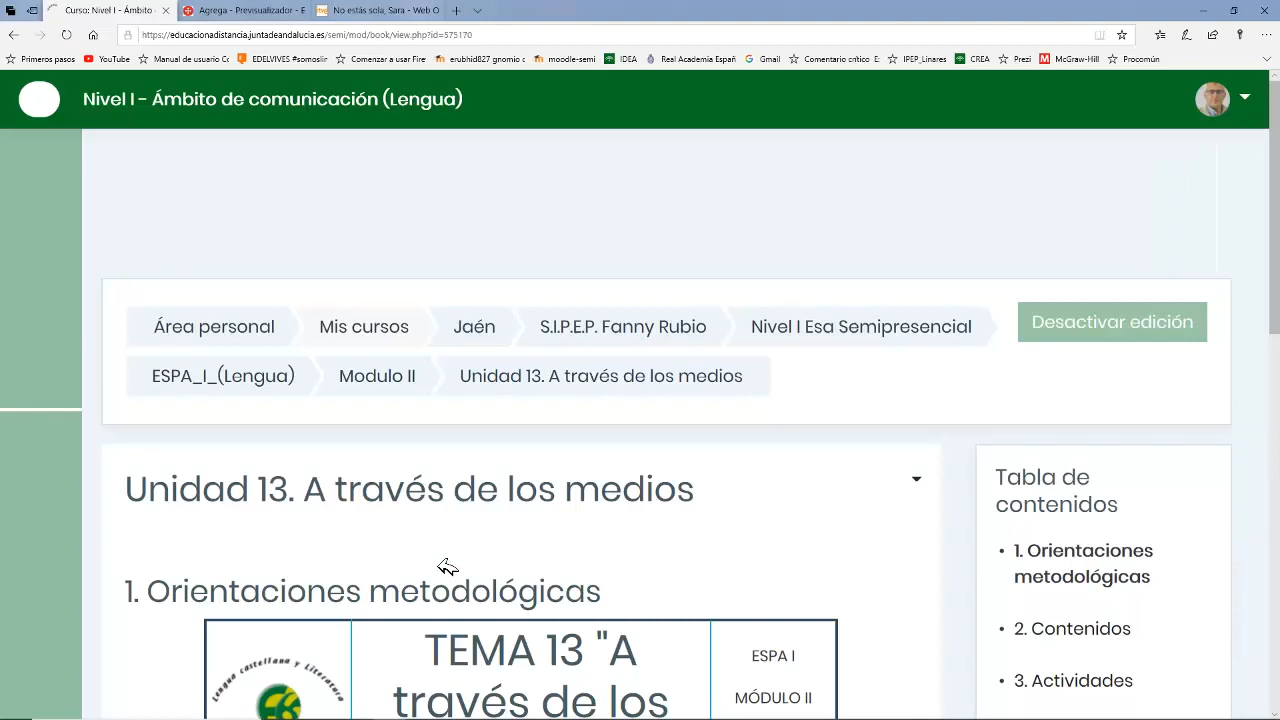 Curso: Nivel I - Ámbito
Agrega - Previsualizador - E
No estás sola, Sara - Web O
https://educacionadistancia.juntadeandalucia.es/semi/mod/book/view.php?id=575170
Primeros pasos
YouTube
Manual de usuario Co
EDELVIVES #somoslir
Comenzar a usar Fire
erubhid827 gnomio c
moodle-semi
IDEA
Real Academia Españ
Gmail
Comentario crítico E:
IPEP_Linares
CREA
Prezi
McGraw-Hill
Procomún
Nivel I - Ámbito de comunicación (Lengua)
Área personal
Mis cursos
Jaén
S.I.P.E.P. Fanny Rubio
Nivel I Esa Semipresencial
Desactivar edición
ESPA_I_(Lengua)
Modulo II
Unidad 13. A través de los medios
Unidad 13. A través de los medios
1. Orientaciones metodológicas
Lengua castellana y Literatura
TEMA 13 "A
través de los
ESPA I
MÓDULO II
Tabla de
contenidos
• 1. Orientaciones
metodológicas
• 2. Contenidos
• 3. Actividades